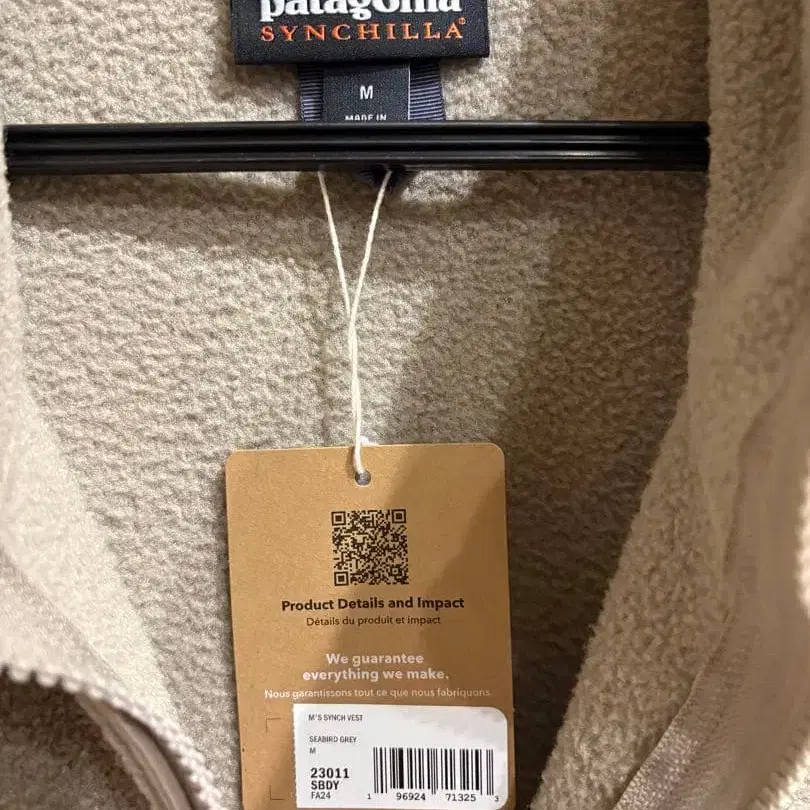 patagonia
SYNCHILLA®
M
MADE IN
Product Details and Impact
Détails du produit et impact
We guarantee
everything we make.
Nous garantissons tout ce que nous fabriquons.
M'S SYNCH VEST
SEABIRD GREY
M
23011
SBDY
FA24
1 96924 71325 3